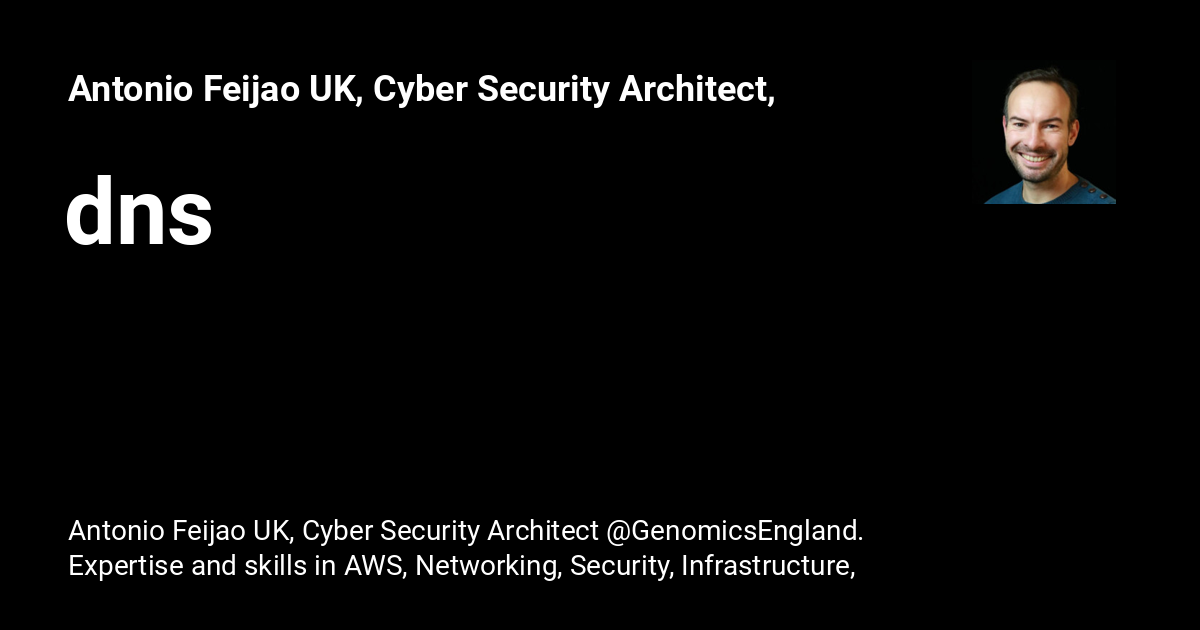 Antonio Feijao UK, Cyber Security Architect,
dns
Antonio Feijao UK, Cyber Security Architect @GenomicsEngland.
Expertise and skills in AWS, Networking, Security, Infrastructure,